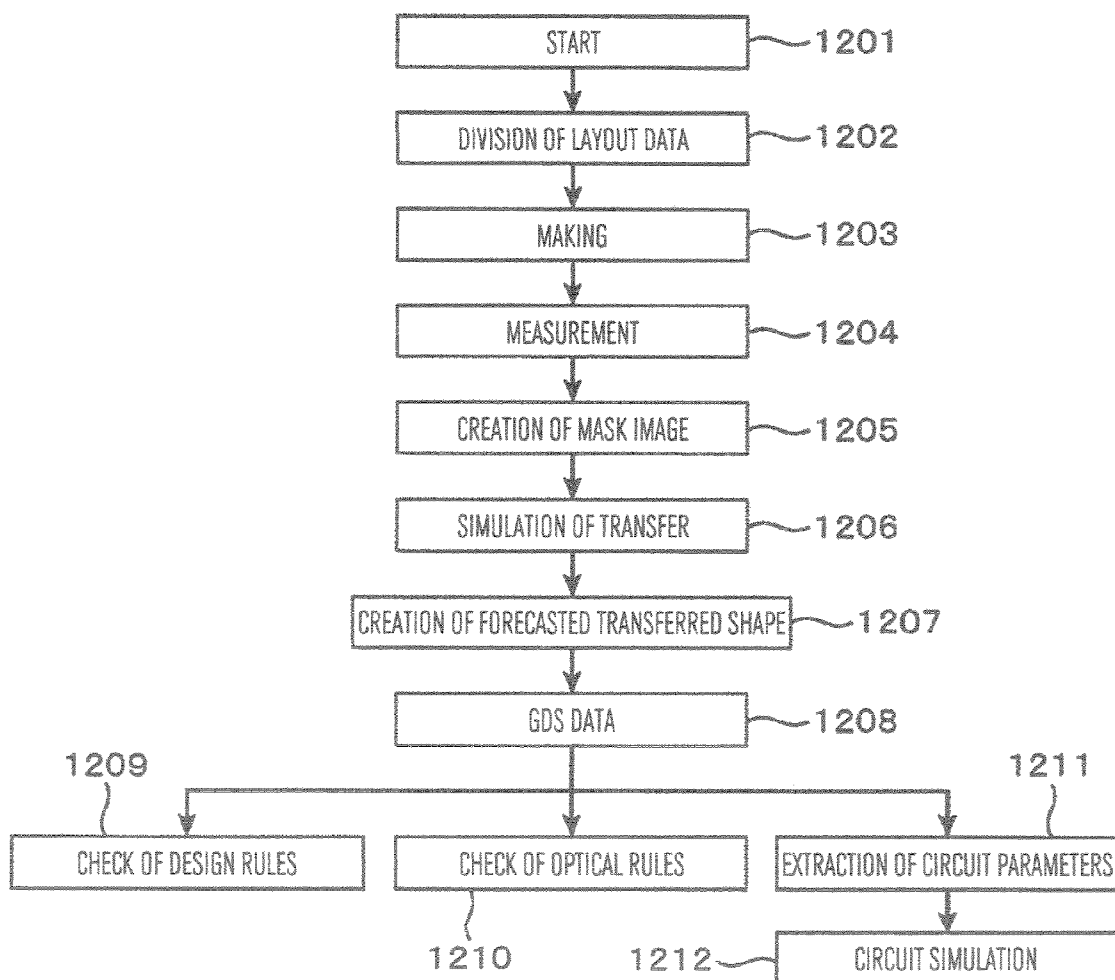 START 1201
DIVISION OF LAYOUT DATA 1202
MAKING 1203
MEASUREMENT 1204
CREATION OF MASK IMAGE 1205
SIMULATION OF TRANSFER 1206
CREATION OF FORECASTED TRANSFERRED SHAPE 1207
GDS DATA 1208
1209 1211
CHECK OF DESIGN RULES CHECK OF OPTICAL RULES EXTRACTION OF CIRCUIT PARAMETERS
1210 1212 CIRCUIT SIMULATION